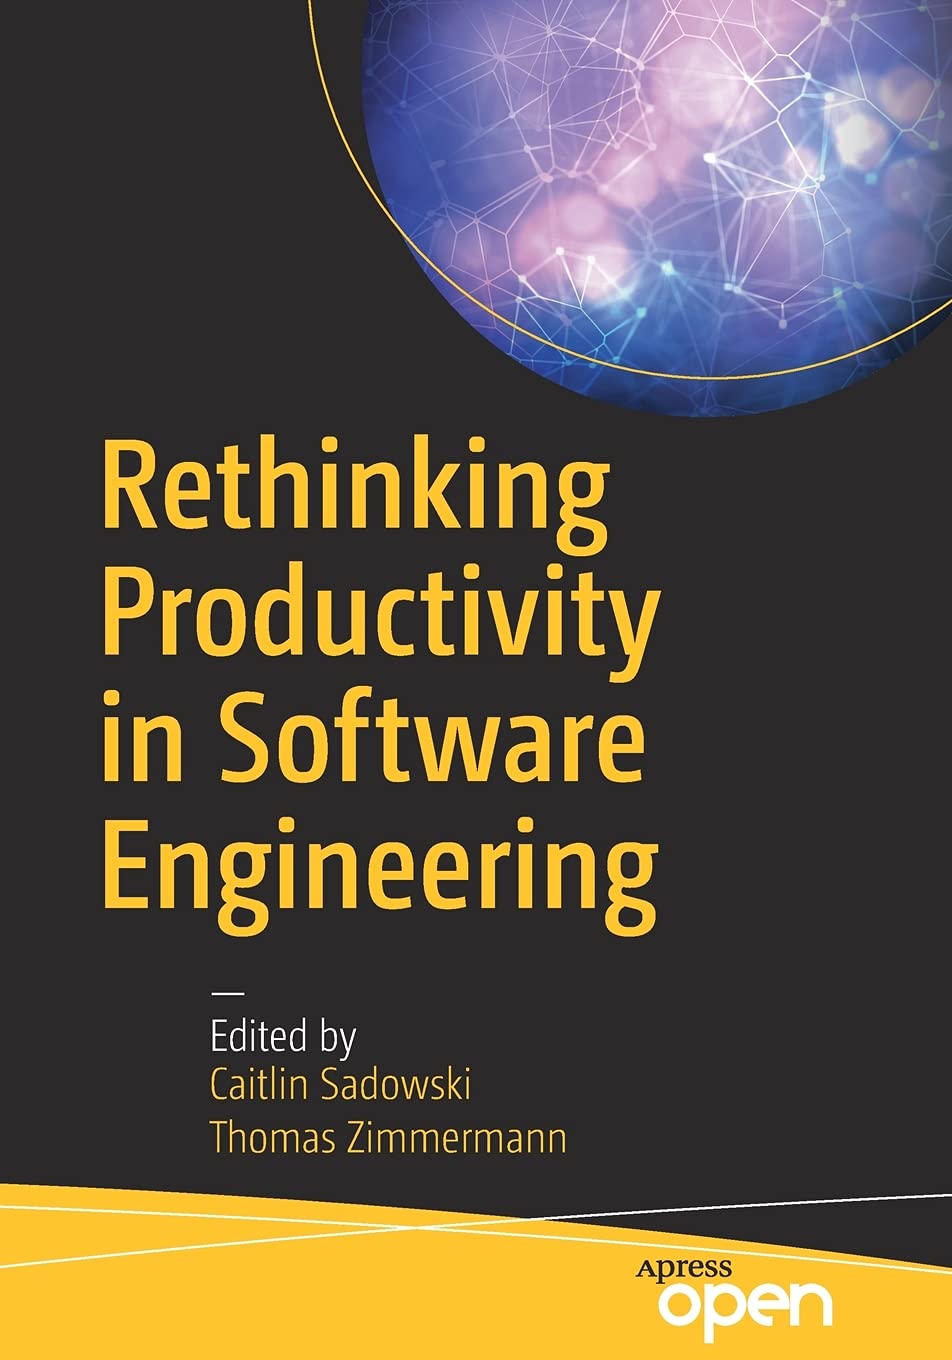 Rethinking
Productivity
in Software
Engineering
Edited by
Caitlin Sadowski
Thomas Zimmermann
Apress
open